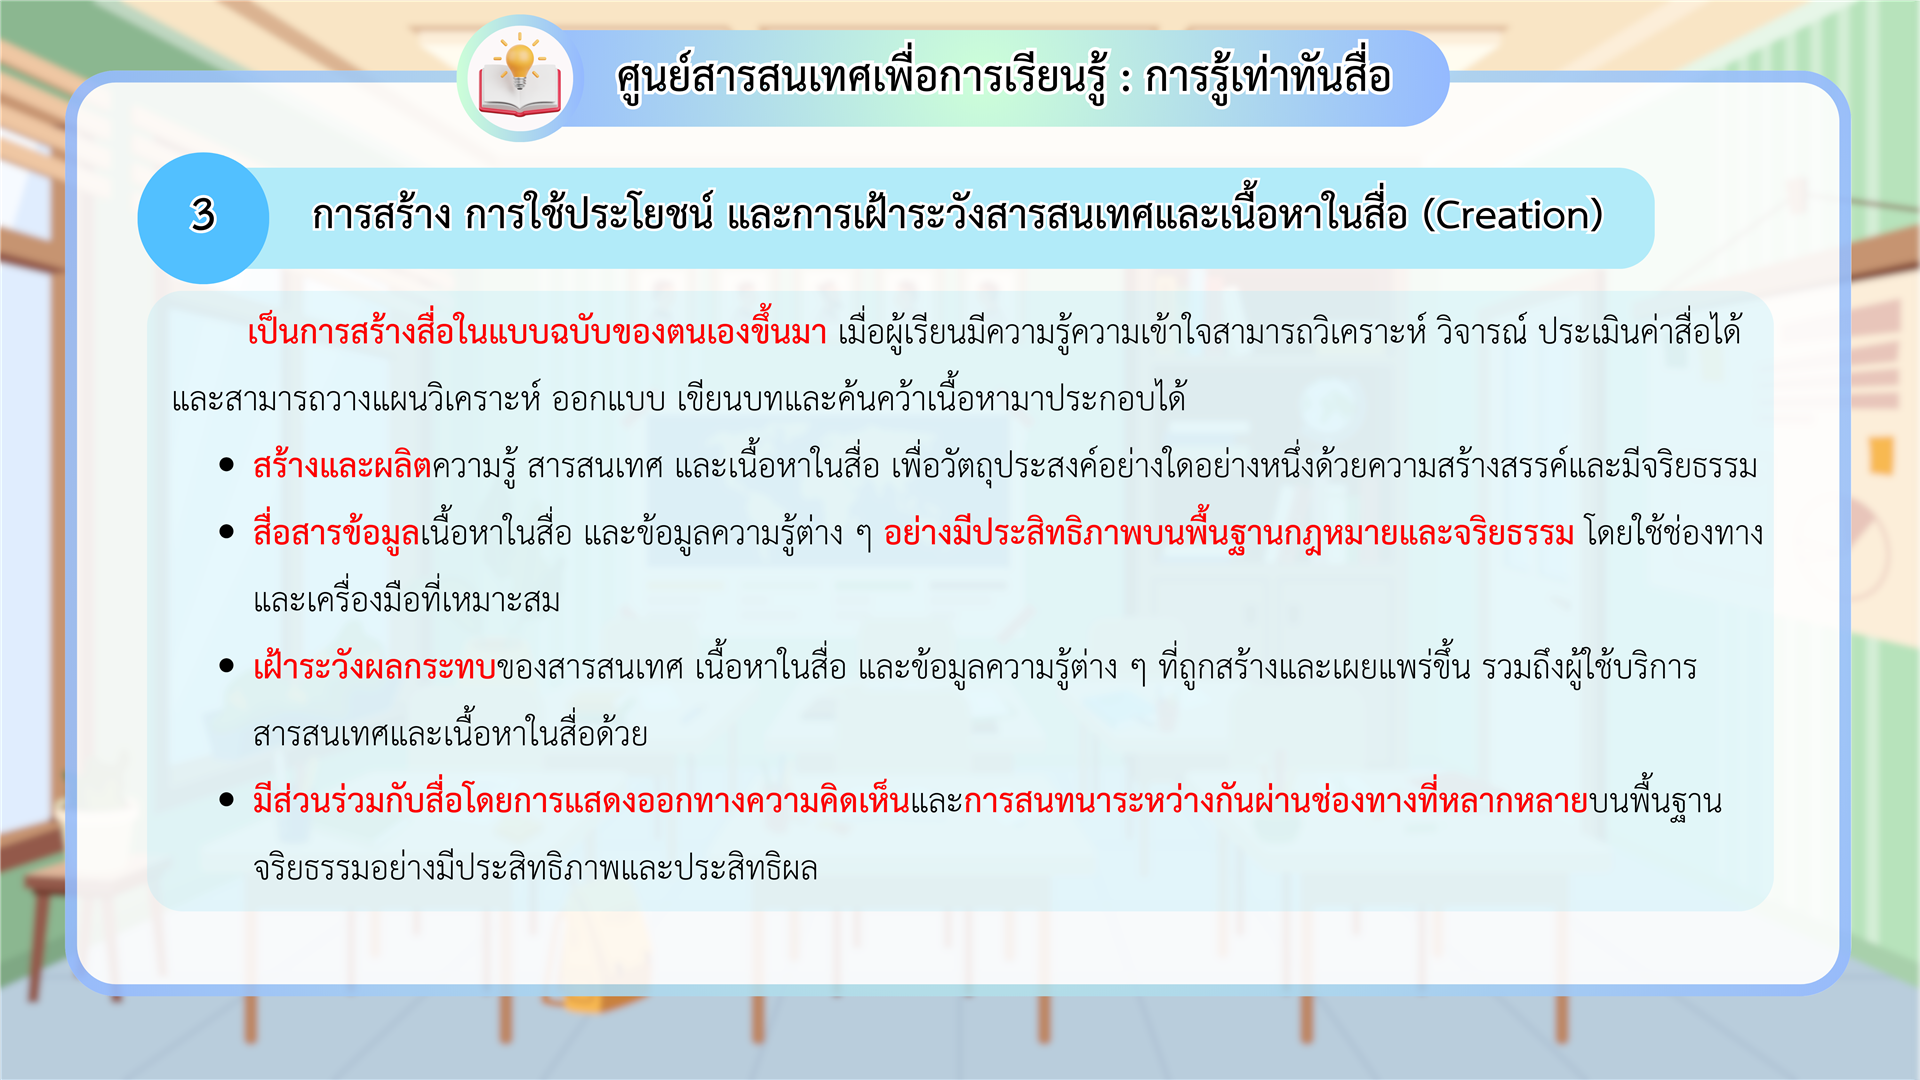 ศูนย์สารสนเทศเพื่อการเรียนรู้ : การรู้เท่าทันสื่อ
3
การสร้าง การใช้ประโยชน์ และการเฝ้าระวังสารสนเทศและเนื้อหาในสื่อ (Creation)
เป็นการสร้างสื่อในแบบฉบับของตนเองขึ้นมา เมื่อผู้เรียนมีความรู้ความเข้าใจสามารถวิเคราะห์ วิจารณ์ ประเมินค่าสื่อได้
และสามารถวางแผนวิเคราะห์ ออกแบบ เขียนบทและค้นคว้าเนื้อหามาประกอบได้
• สร้างและผลิตความรู้ สารสนเทศ และเนื้อหาในสื่อ เพื่อวัตถุประสงค์อย่างใดอย่างหนึ่งด้วยความสร้างสรรค์และมีจริยธรรม
• สื่อสารข้อมูลเนื้อหาในสื่อ และข้อมูลความรู้ต่าง ๆ อย่างมีประสิทธิภาพบนพื้นฐานกฎหมายและจริยธรรม โดยใช้ช่องทาง
และเครื่องมือที่เหมาะสม
• เฝ้าระวังผลกระทบของสารสนเทศ เนื้อหาในสื่อ และข้อมูลความรู้ต่าง ๆ ที่ถูกสร้างและเผยแพร่ขึ้น รวมถึงผู้ใช้บริการ
สารสนเทศและเนื้อหาในสื่อด้วย
• มีส่วนร่วมกับสื่อโดยการแสดงออกทางความคิดเห็นและการสนทนาระหว่างกันผ่านช่องทางที่หลากหลายบนพื้นฐาน
จริยธรรมอย่างมีประสิทธิภาพและประสิทธิผล